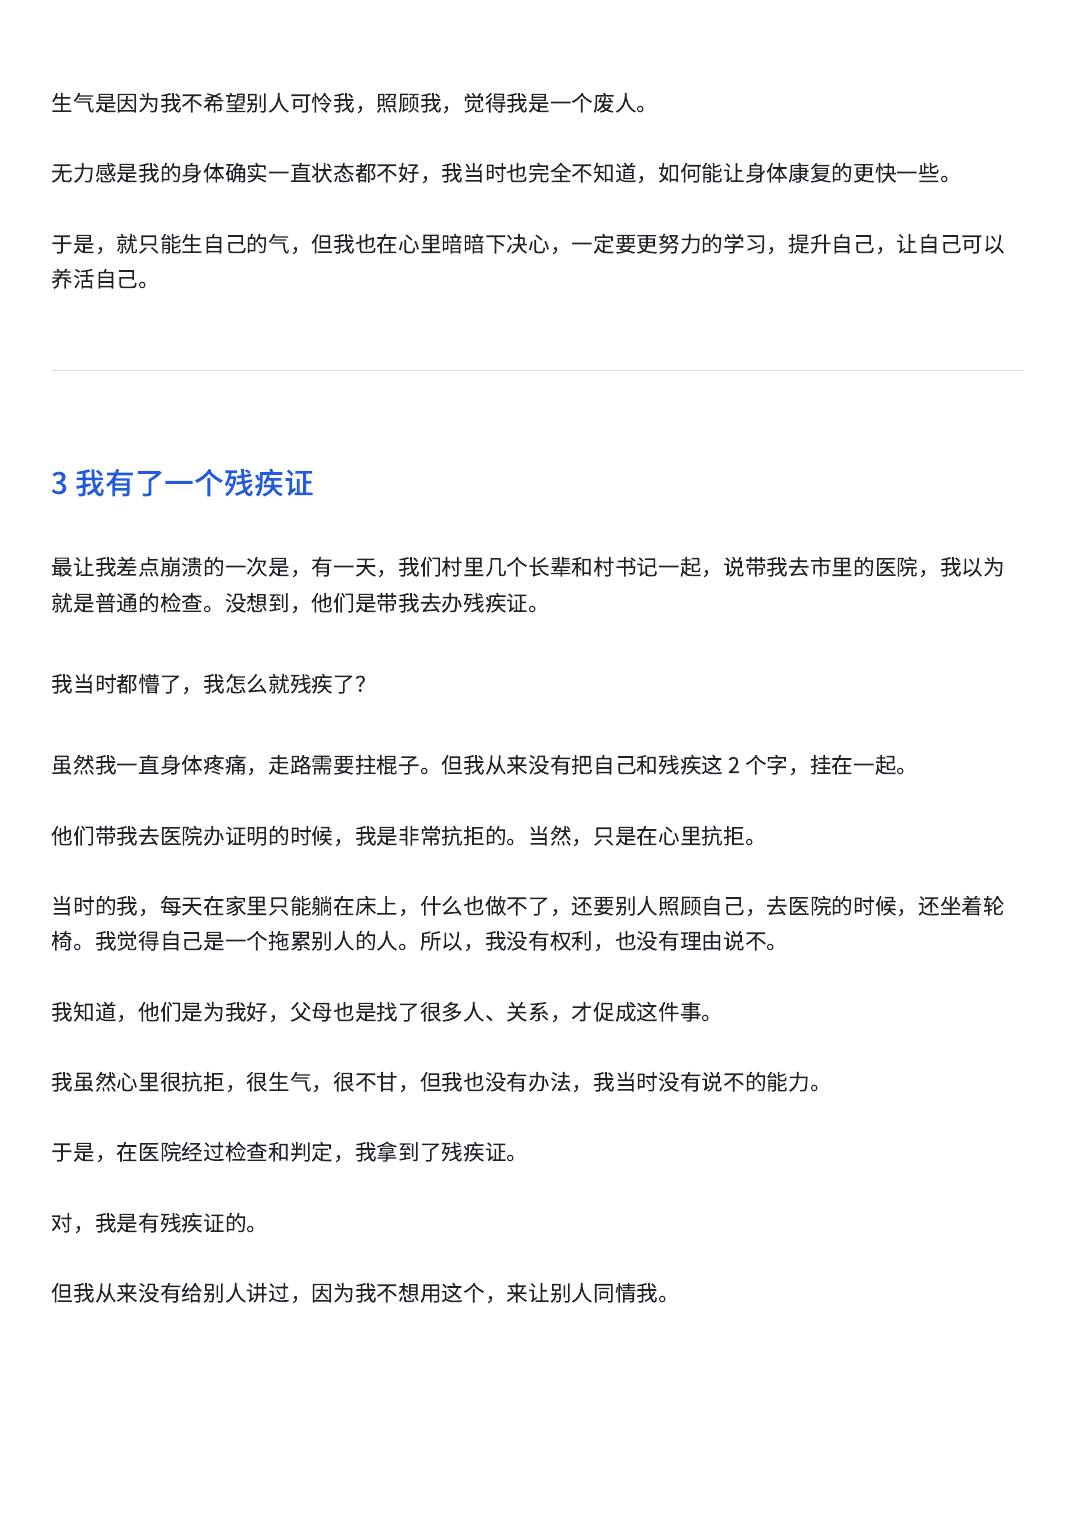 生气是因为我不希望别人可怜我，照顾我，觉得我是一个废人。
无力感是我的身体确实一直状态都不好，我当时也完全不知道，如何能让身体康复的更快一些。
于是，就只能生自己的气，但我也在心里暗暗下决心，一定要更努力的学习，提升自己，让自己可以
养活自己。
3 我有了一个残疾证
最让我差点崩溃的一次是，有一天，我们村里几个长辈和村书记一起，说带我去市里的医院，我以为
就是普通的检查。没想到，他们是带我去办残疾证。
我当时都懵了，我怎么就残疾了？
虽然我一直身体疼痛，走路需要拄棍子。但我从来没有把自己和残疾这 2 个字，挂在一起。
他们带我去医院办证明的时候，我是非常抗拒的。当然，只是在心里抗拒。
当时的我，每天在家里只能躺在床上，什么也做不了，还要别人照顾自己，去医院的时候，还坐着轮
椅。我觉得自己是一个拖累别人的人。所以，我没有权利，也没有理由说不。
我知道，他们是为我好，父母也是找了很多人、关系，才促成这件事。
我虽然心里很抗拒，很生气，很不甘，但我也没有办法，我当时没有说不的能力。
于是，在医院经过检查和判定，我拿到了残疾证。
对，我是有残疾证的。
但我从来没有给别人讲过，因为我不想用这个，来让别人同情我。